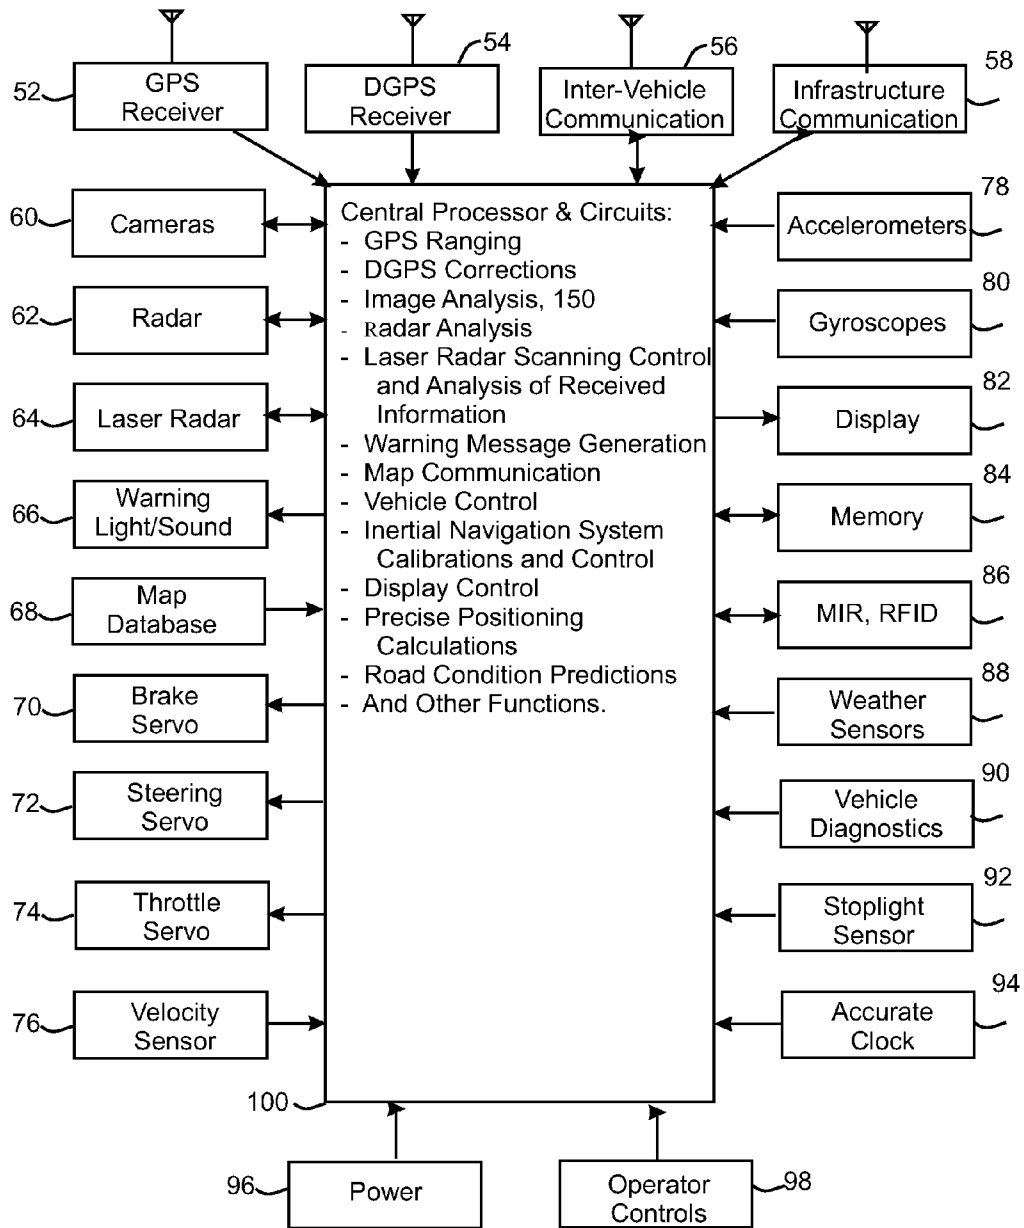 52
GPS
Receiver
54
DGPS
Receiver
56
Inter-Vehicle
Communication
58
Infrastructure
Communication
60
Cameras
62
Radar
64
Laser Radar
66
Warning
Light/Sound
68
Map
Database
70
Brake
Servo
72
Steering
Servo
74
Throttle
Servo
76
Velocity
Sensor
Central Processor & Circuits:
- GPS Ranging
- DGPS Corrections
- Image Analysis, 150
- Radar Analysis
- Laser Radar Scanning Control
and Analysis of Received
Information
- Warning Message Generation
- Map Communication
- Vehicle Control
- Inertial Navigation System
Calibrations and Control
- Display Control
- Precise Positioning
Calculations
- Road Condition Predictions
- And Other Functions.
100
78
Accelerometers
80
Gyroscopes
82
Display
84
Memory
86
MIR, RFID
88
Weather
Sensors
90
Vehicle
Diagnostics
92
Stoplight
Sensor
94
Accurate
Clock
96
Power
98
Operator
Controls